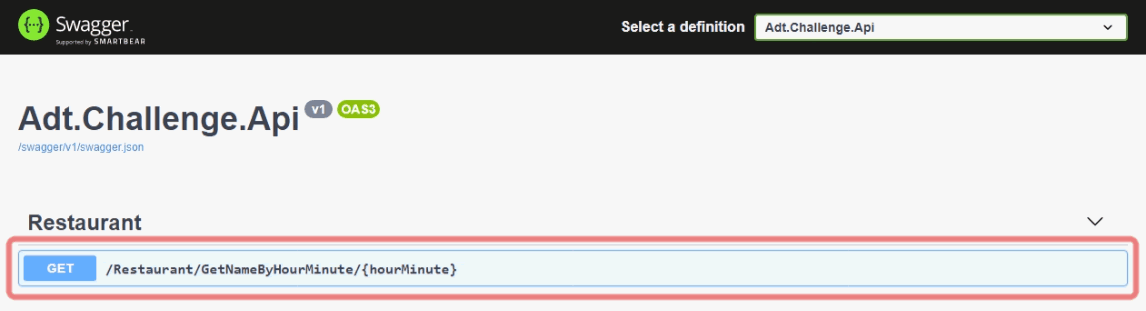 Swagger
Supported by SMARTBEAR
Select a definition
Adt.Challenge.Api
Adt.Challenge.Api v1 OAS3
/swagger/v1/swagger.json
Restaurant
GET /Restaurant/GetNameByHourMinute/{hourMinute}